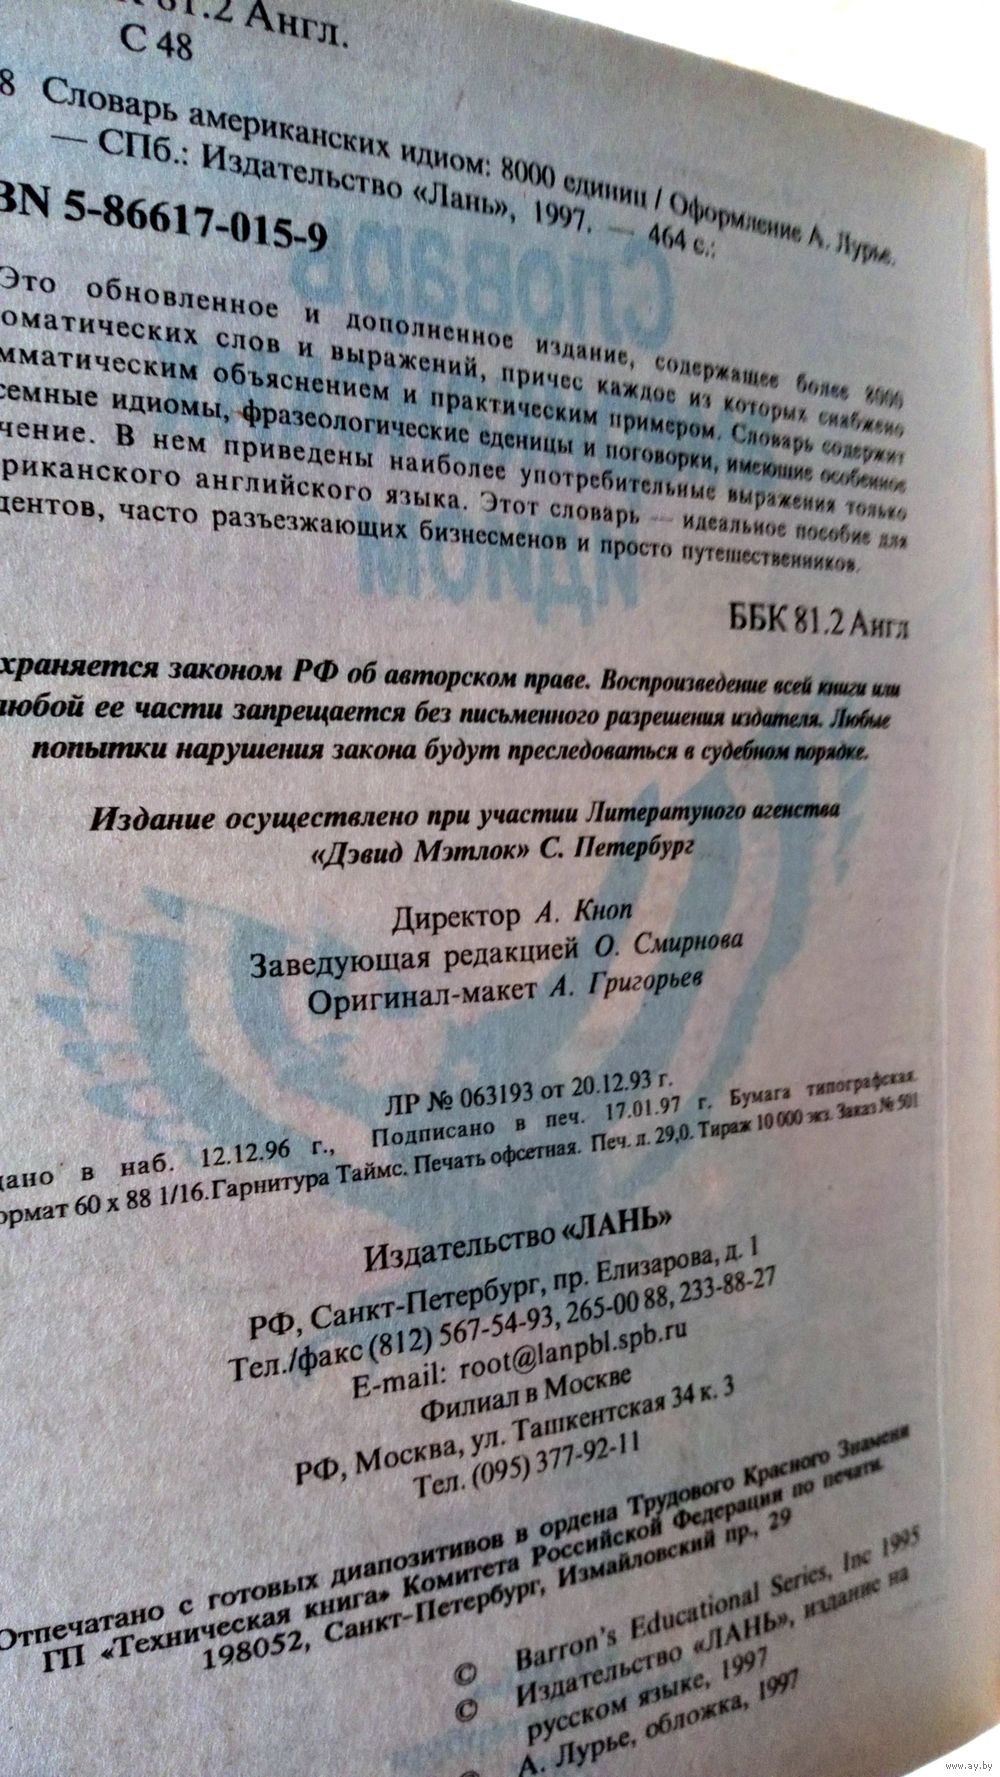 К 81.2 Англ.
С 48
8 Словарь американских идиом: 8000 единиц / Оформление А. Лурье.
— СПб.: Издательство «Лань», 1997. — 464 с.:
BN 5-86617-015-9
Это обновленное и дополненное издание, содержащее более 8000
оматических слов и выражений, причес каждое из которых снабжено
мматическим объяснением и практическим примером. Словарь содержит
семные идиомы, фразеологические еденицы и поговорки, имеющие особенное
чение. В нем приведены наиболее употребительные выражения только
риканского английского языка. Этот словарь — идеальное пособие для
дентов, часто разъезжающих бизнесменов и просто путешественников.
ББК 81.2 Англ
храняется законом РФ об авторском праве. Воспроизведение всей книги или
любой ее части запрещается без письменного разрешения издателя. Любые
попытки нарушения закона будут преследоваться в судебном порядке.
Издание осуществлено при участии Литератуного агенства
«Дэвид Мэтлок» С. Петербург
Директор А. Кноп
Заведующая редакцией О. Смирнова
Оригинал-макет А. Григорьев
ЛР № 063193 от 20.12.93 г.
дано в наб. 12.12.96 г., Подписано в печ. 17.01.97 г. Бумага типографская.
ормат 60 х 88 1/16.Гарнитура Таймс. Печать офсетная. Печ. л. 29,0. Тираж 10 000 экз. Заказ № 501
Издательство «ЛАНЬ»
РФ, Санкт-Петербург, пр. Елизарова, д. 1
Тел./факс (812) 567-54-93, 265-00 88, 233-88-27
E-mail: root@lanpbl.spb.ru
Филиал в Москве
РФ, Москва, ул. Ташкентская 34 к. 3
Тел. (095) 377-92-11
Отпечатано с готовых диапозитивов в ордена Трудового Красного Знамени
ГП «Техническая книга» Комитета Российской Федерации по печати.
198052, Санкт-Петербург, Измайловский пр., 29
© Barron's Educational Series, Inc 1995
© Издательство «ЛАНЬ», издание на
русском языке, 1997
© А. Лурье, обложка, 1997
www.ay.by